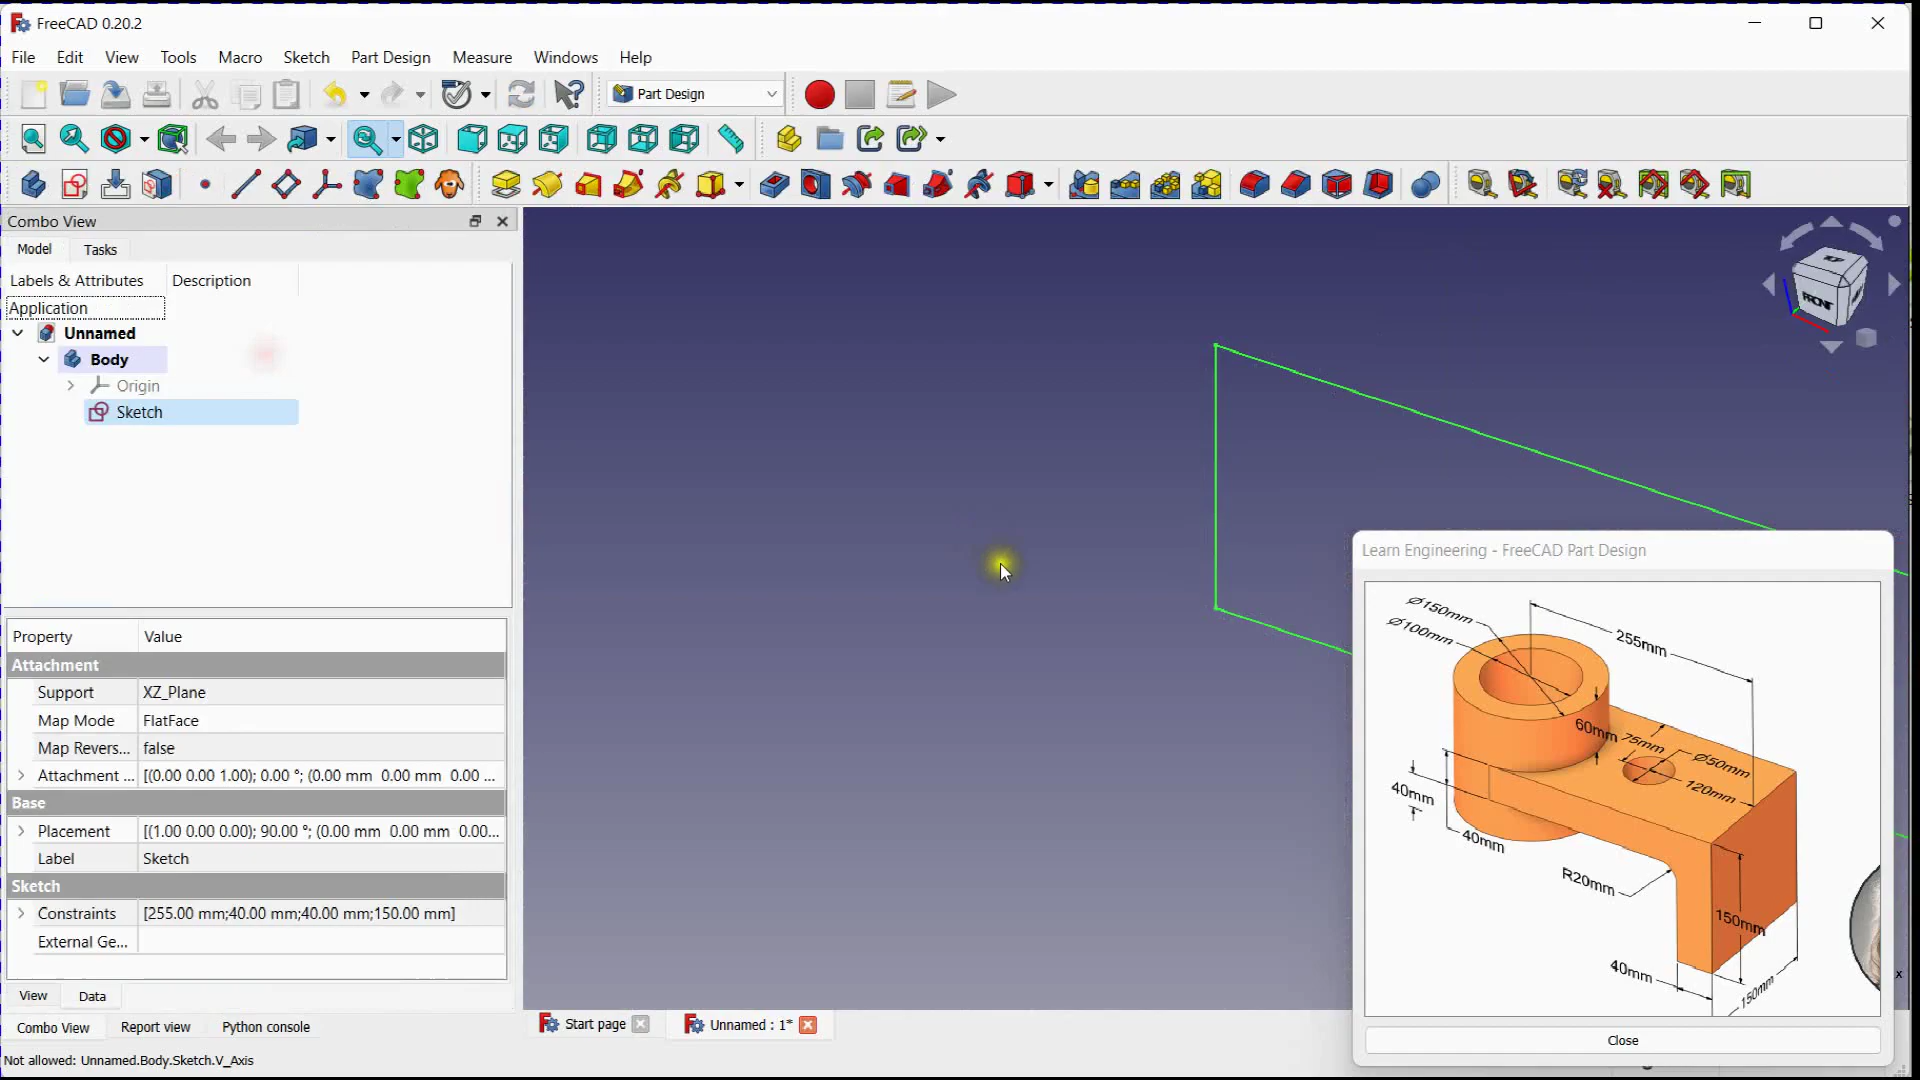 FreeCAD 0.20.2
File Edit View Tools Macro Sketch Part Design Measure Windows Help
Part Design
Combo View
Model Tasks
Labels & Attributes Description
Application
Unnamed
Body
Origin
Sketch
FRONT
TOP
Learn Engineering - FreeCAD Part Design
Ø150mm
Ø100mm
255mm
60mm
75mm
Ø50mm
120mm
40mm
40mm
R20mm
150mm
40mm
150mm
Close
Property Value
Attachment
Support XZ_Plane
Map Mode FlatFace
Map Revers... false
Attachment ... [(0.00 0.00 1.00); 0.00 °; (0.00 mm 0.00 mm 0.00 ...
Base
Placement [(1.00 0.00 0.00); 90.00 °; (0.00 mm 0.00 mm 0.00...
Label Sketch
Sketch
Constraints [255.00 mm;40.00 mm;40.00 mm;150.00 mm]
External Ge...
View Data
Combo View Report view Python console
Start page Unnamed : 1*
Not allowed: Unnamed.Body.Sketch.V_Axis
x